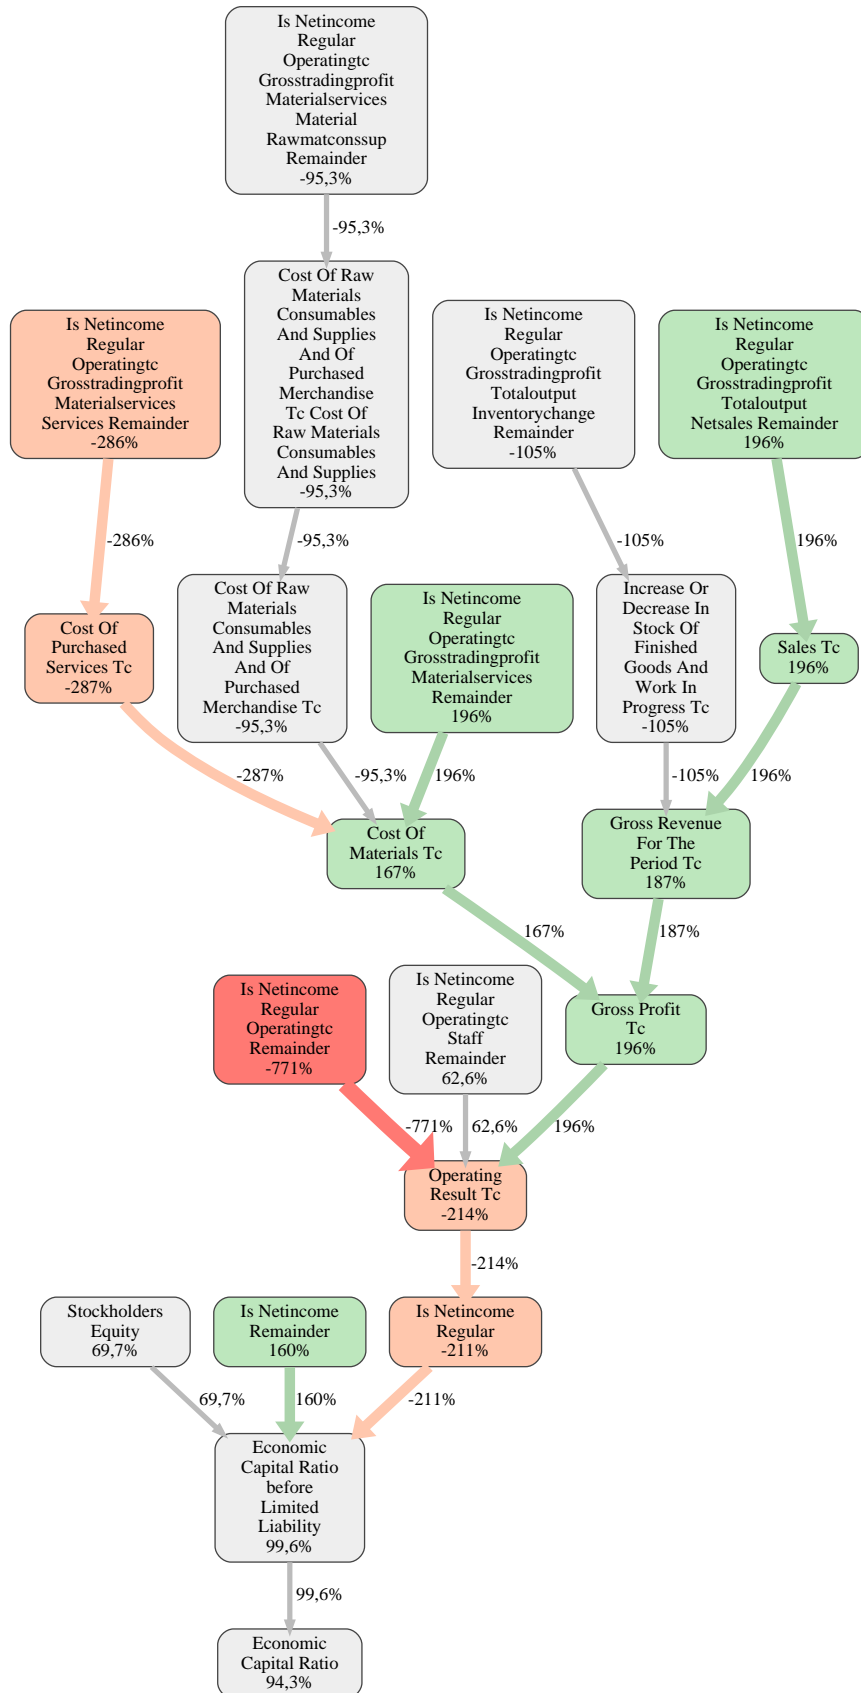 Is Netincome
Regular
Operatingtc
Grosstradingprofit
Materialservices
Material
Rawmatconssup
Remainder
-95,3%
-95,3%
Cost Of Raw
Materials
Consumables
And Supplies
And Of
Purchased
Merchandise
Tc Cost Of
Raw Materials
Consumables
And Supplies
-95,3%
Is Netincome
Regular
Operatingtc
Grosstradingprofit
Materialservices
Services Remainder
-286%
Is Netincome
Regular
Operatingtc
Grosstradingprofit
Totaloutput
Inventorychange
Remainder
-105%
Is Netincome
Regular
Operatingtc
Grosstradingprofit
Totaloutput
Netsales Remainder
196%
-286%
-95,3%
-105%
196%
Cost Of
Purchased
Services Tc
-287%
Cost Of Raw
Materials
Consumables
And Supplies
And Of
Purchased
Merchandise Tc
-95,3%
Is Netincome
Regular
Operatingtc
Grosstradingprofit
Materialservices
Remainder
196%
Increase Or
Decrease In
Stock Of
Finished
Goods And
Work In
Progress Tc
-105%
Sales Tc
196%
-287%
-95,3%
196%
-105%
196%
Cost Of
Materials Tc
167%
Gross Revenue
For The
Period Tc
187%
167%
187%
Is Netincome
Regular
Operatingtc
Remainder
-771%
Is Netincome
Regular
Operatingtc
Staff
Remainder
62,6%
Gross Profit
Tc
196%
-771%
62,6%
196%
Operating
Result Tc
-214%
-214%
Stockholders
Equity
69,7%
Is Netincome
Remainder
160%
Is Netincome
Regular
-211%
69,7%
160%
-211%
Economic
Capital Ratio
before
Limited
Liability
99,6%
99,6%
Economic
Capital Ratio
94,3%